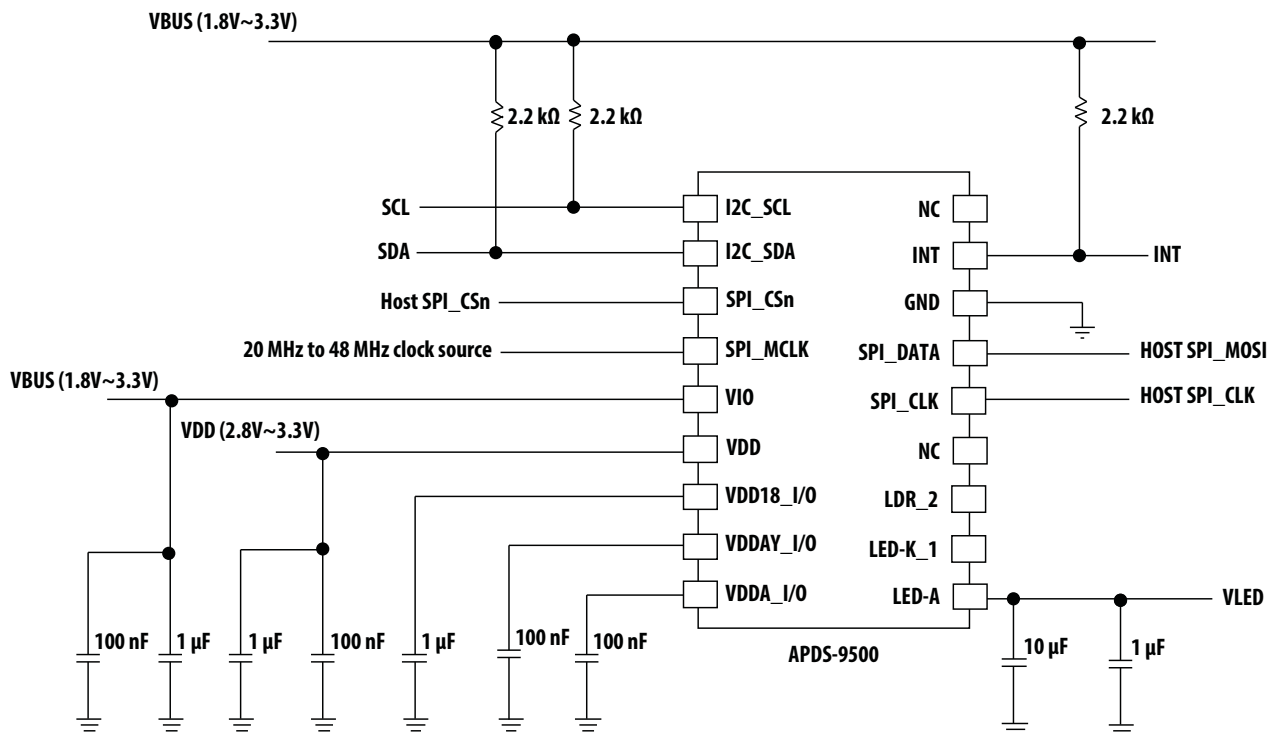 VBUS (1.8V~3.3V)
2.2 kΩ
2.2 kΩ
2.2 kΩ
SCL
I2C_SCL
NC
SDA
I2C_SDA
INT
INT
Host SPI_CSn
SPI_CSn
GND
20 MHz to 48 MHz clock source
SPI_MCLK
SPI_DATA
HOST SPI_MOSI
VBUS (1.8V~3.3V)
VIO
SPI_CLK
HOST SPI_CLK
VDD (2.8V~3.3V)
VDD
NC
VDD18_I/O
LDR_2
VDDAY_I/O
LED-K_1
VDDA_I/O
LED-A
VLED
100 nF
1 µF
1 µF
100 nF
1 µF
100 nF
100 nF
APDS-9500
10 µF
1 µF